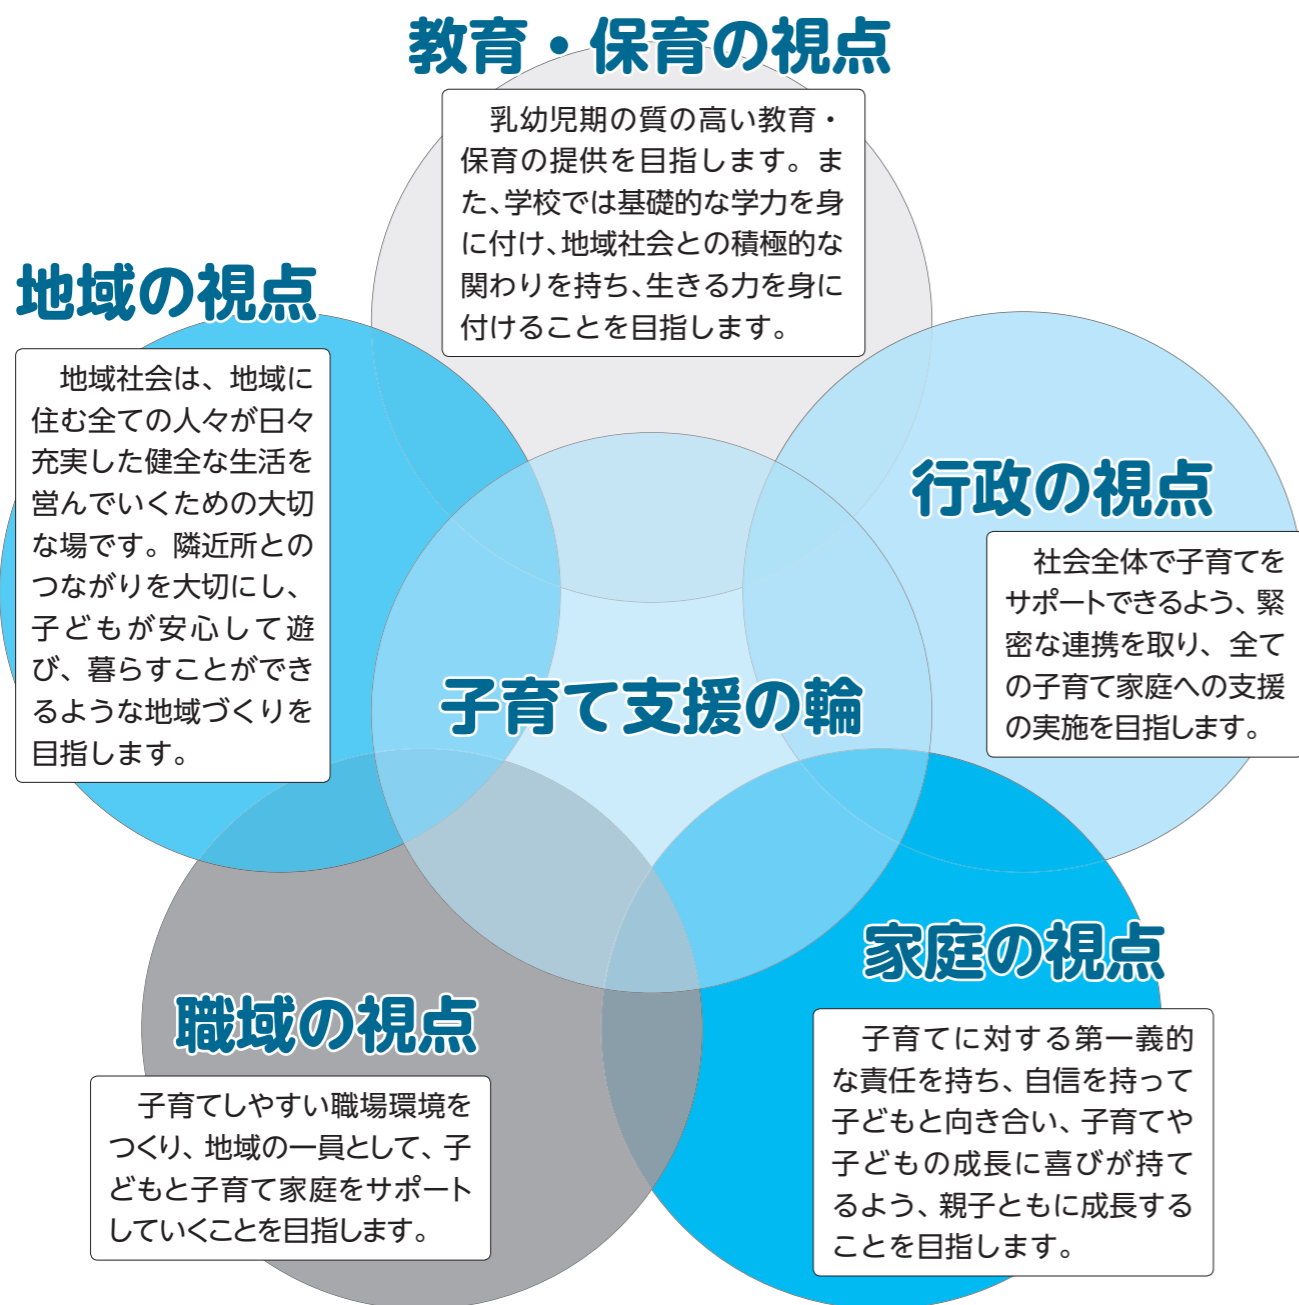 教育・保育の視点
乳幼児期の質の高い教育・
保育の提供を目指します。ま
た、学校では基礎的な学力を身
に付け、地域社会との積極的な
関わりを持ち、生きる力を身に
付けることを目指します。
地域の視点
地域社会は、地域に
住む全ての人々が日々
充実した健全な生活を
営んでいくための大切
な場です。隣近所との
つながりを大切にし、
子どもが安心して遊
び、暮らすことができ
るような地域づくりを
目指します。
行政の視点
社会全体で子育てを
サポートできるよう、緊
密な連携を取り、全て
の子育て家庭への支援
の実施を目指します。
子育て支援の輪
職域の視点
子育てしやすい職場環境を
つくり、地域の一員として、子
どもと子育て家庭をサポート
していくことを目指します。
家庭の視点
子育てに対する第一義的
な責任を持ち、自信を持って
子どもと向き合い、子育てや
子どもの成長に喜びが持て
るよう、親子ともに成長する
ことを目指します。